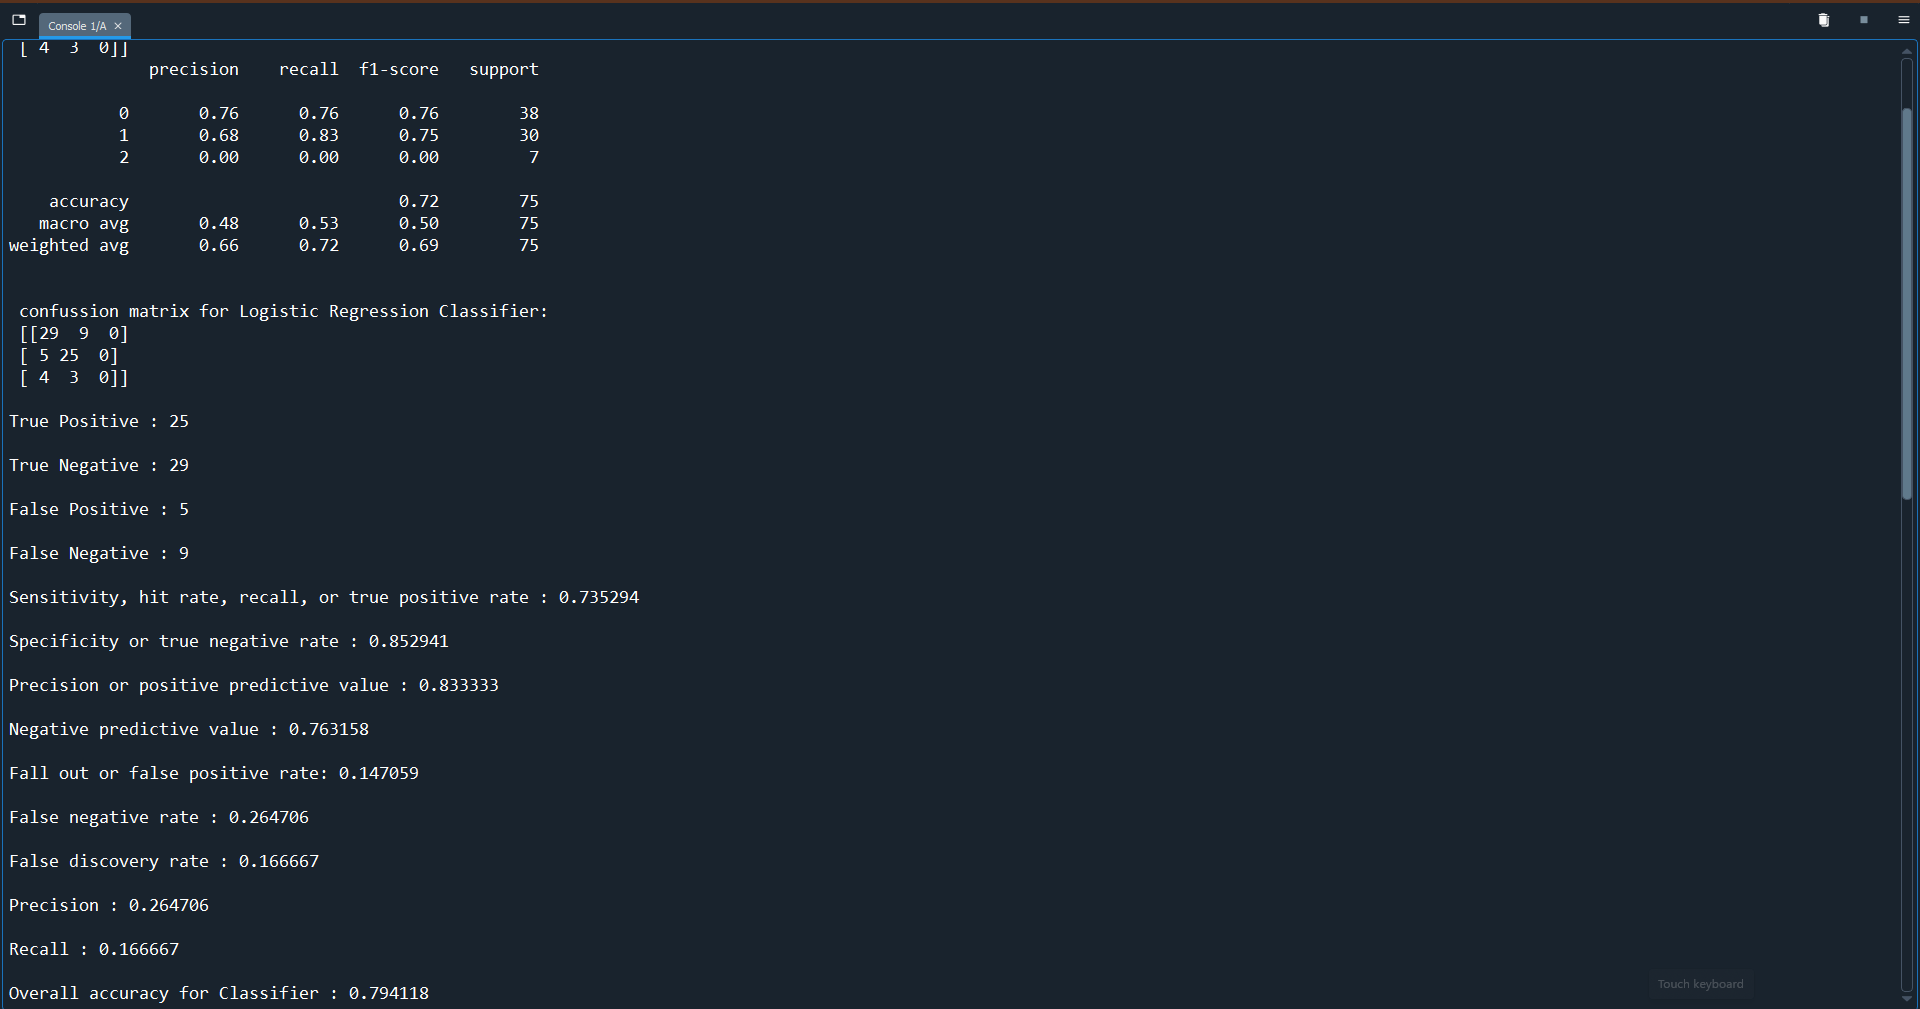 Console 1/A ×
[ 4  3  0]]
precision recall f1-score support
0 0.76 0.76 0.76 38
1 0.68 0.83 0.75 30
2 0.00 0.00 0.00 7
accuracy 0.72 75
macro avg 0.48 0.53 0.50 75
weighted avg 0.66 0.72 0.69 75
confussion matrix for Logistic Regression Classifier:
[[29  9  0]
[ 5 25  0]
[ 4  3  0]]
True Positive : 25
True Negative : 29
False Positive : 5
False Negative : 9
Sensitivity, hit rate, recall, or true positive rate : 0.735294
Specificity or true negative rate : 0.852941
Precision or positive predictive value : 0.833333
Negative predictive value : 0.763158
Fall out or false positive rate: 0.147059
False negative rate : 0.264706
False discovery rate : 0.166667
Precision : 0.264706
Recall : 0.166667
Touch keyboard
Overall accuracy for Classifier : 0.794118